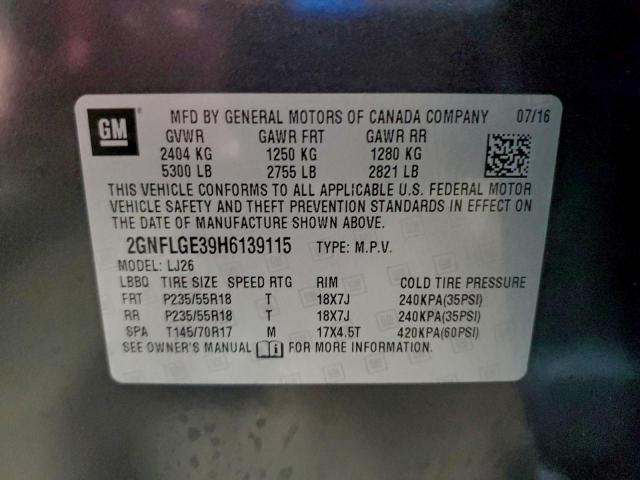 GM
MFD BY GENERAL MOTORS OF CANADA COMPANY 07/16
GVWR GAWR FRT GAWR RR
2404 KG 1250 KG 1280 KG
5300 LB 2755 LB 2821 LB
THIS VEHICLE CONFORMS TO ALL APPLICABLE U.S. FEDERAL MOTOR
VEHICLE SAFETY AND THEFT PREVENTION STANDARDS IN EFFECT ON
THE DATE OF MANUFACTURE SHOWN ABOVE.
2GNFLGE39H6139115 TYPE: M.P.V.
MODEL: LJ26
LBBQ TIRE SIZE SPEED RTG RIM COLD TIRE PRESSURE
FRT P235/55R18 T 18X7J 240KPA(35PSI)
RR P235/55R18 T 18X7J 240KPA(35PSI)
SPA T145/70R17 M 17X4.5T 420KPA(60PSI)
SEE OWNER'S MANUAL FOR MORE INFORMATION.